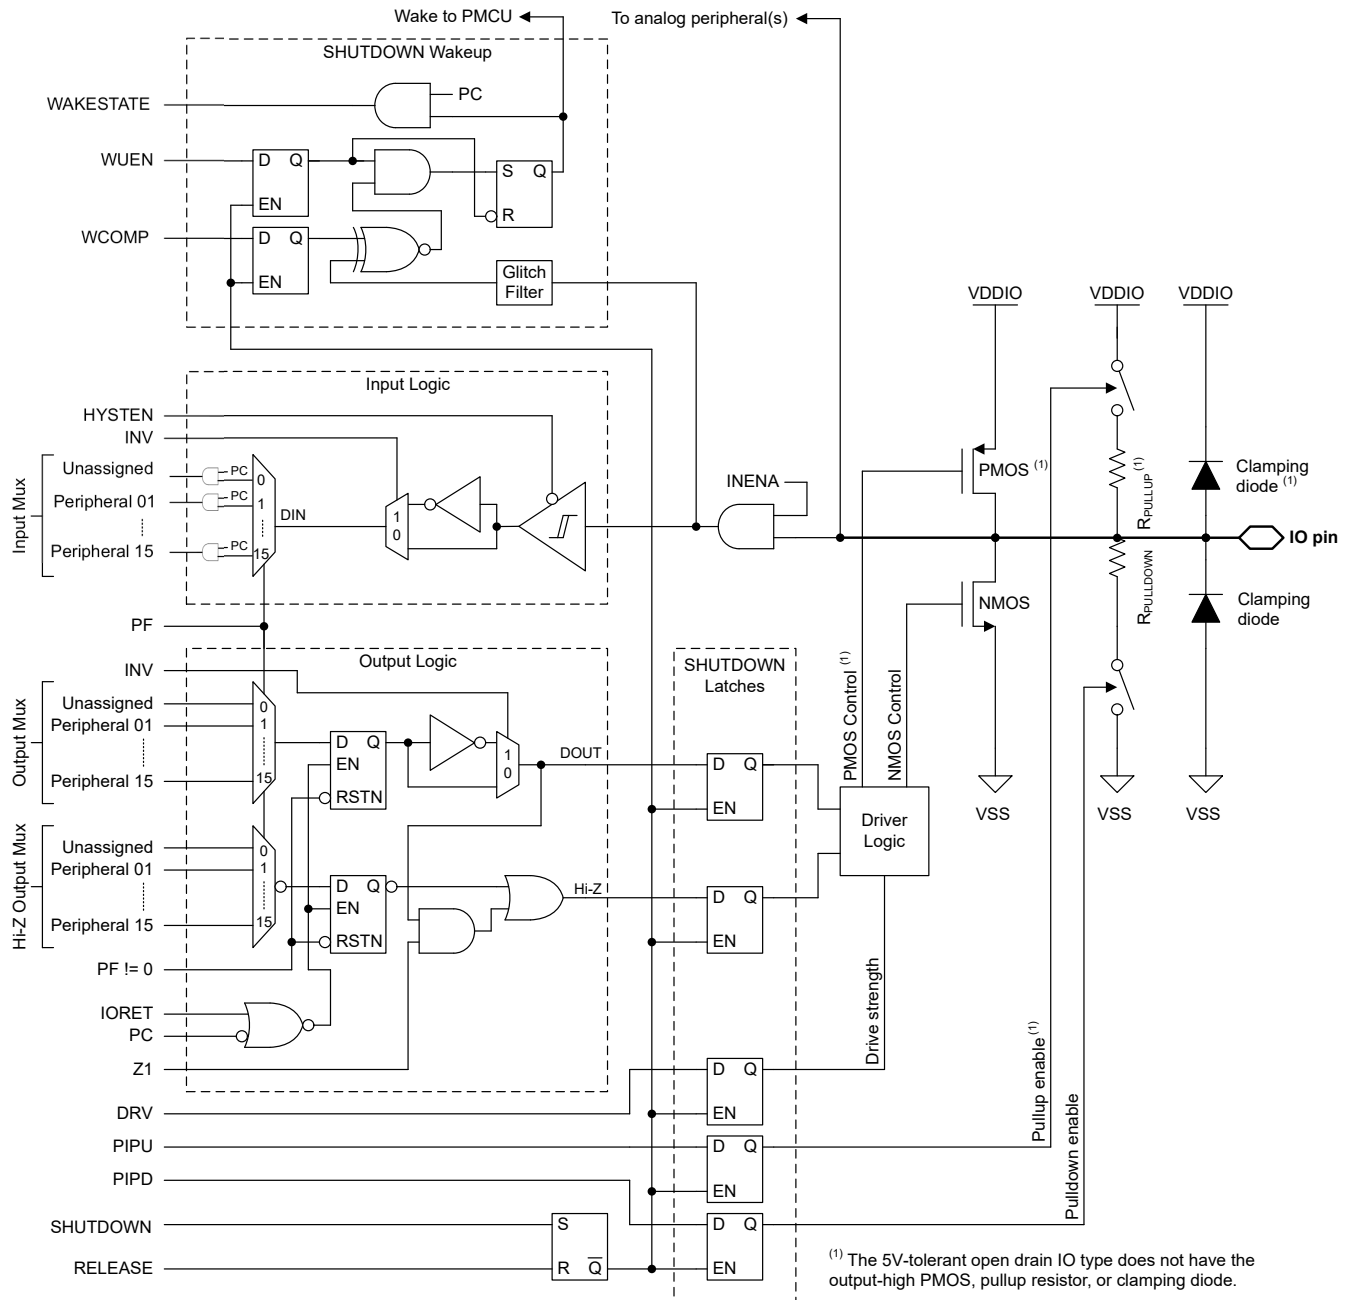 Wake to PMCU
To analog peripheral(s)
SHUTDOWN Wakeup
WAKESTATE
PC
WUEN
D Q
EN
S Q
R
WCOMP
D Q
EN
Glitch
Filter
VDDIO
VDDIO
VDDIO
Input Logic
HYSTEN
INV
Input Mux
Unassigned
PC
0
Peripheral 01
PC
1
Peripheral 15
PC
15
DIN
1
0
INENA
PMOS (1)
RPULLUP (1)
Clamping
diode (1)
IO pin
RPULLDOWN
NMOS
Clamping
diode
PF
INV
Output Logic
SHUTDOWN
Latches
PMOS Control (1)
NMOS Control
Output Mux
Unassigned
0
Peripheral 01
1
Peripheral 15
15
D Q
EN
RSTN
1
0
DOUT
D Q
EN
VSS
VSS
VSS
Driver
Logic
Hi-Z Output Mux
Unassigned
0
Peripheral 01
1
Peripheral 15
15
D Q
EN
RSTN
Hi-Z
D Q
EN
PF != 0
IORET
PC
Z1
Drive strength
D Q
EN
DRV
Pullup enable (1)
PIPU
D Q
EN
PIPD
Pulldown enable
SHUTDOWN
S
R Q
RELEASE
D Q
EN
(1) The 5V-tolerant open drain IO type does not have the
output-high PMOS, pullup resistor, or clamping diode.